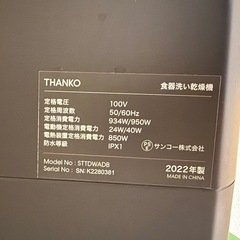 THANKO 食器洗い乾燥機
定格電圧 100V
定格周波数 50/60Hz
定格消費電力 934W/950W
電動機定格消費電力 24W/40W
電熱装置定格消費電力 850W
防水等級 IPX1
PSE サンコー株式会社
Model No : STTDWADB
Serial No: SN: K2280381
2022年製
MADE IN CHINA